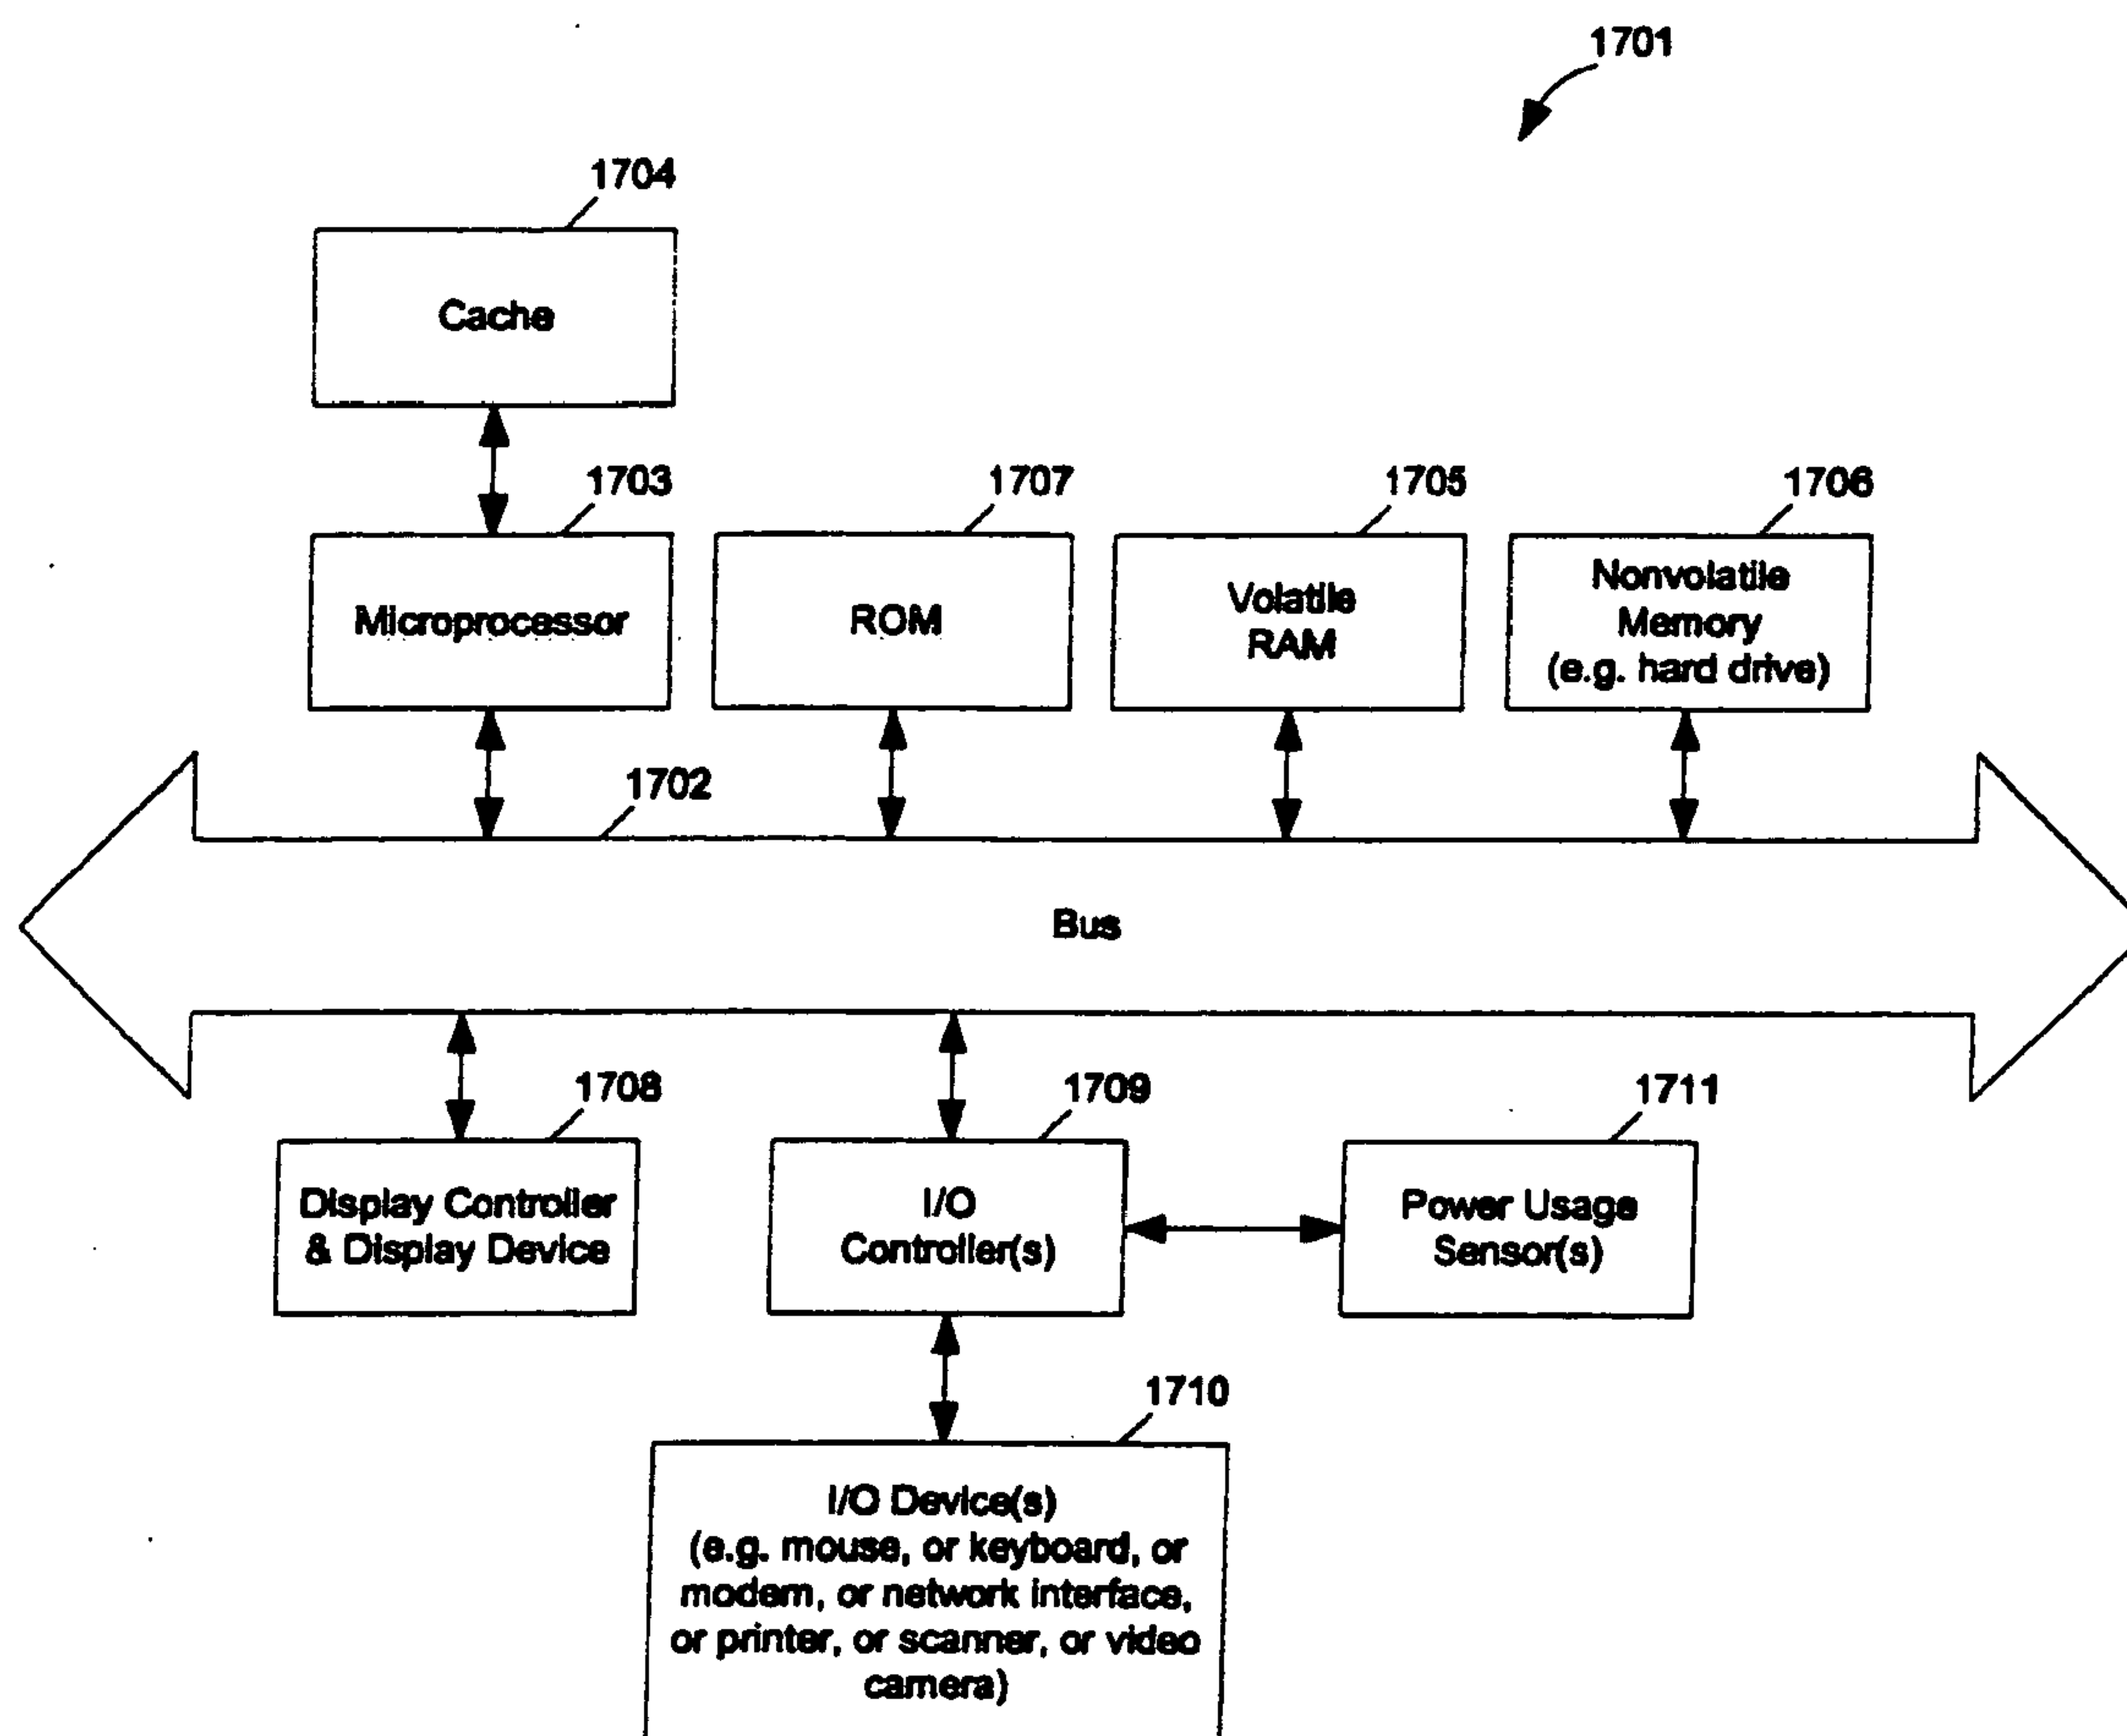 1701
1704
Cache
1703
1707
1705
1706
Microprocessor
ROM
Volatile
RAM
Nonvolatile
Memory
(e.g. hard drive)
1702
Bus
1708
1709
1711
Display Controller
& Display Device
I/O
Controller(s)
Power Usage
Sensor(s)
1710
I/O Device(s)
(e.g. mouse, or keyboard, or
modem, or network interface,
or printer, or scanner, or video
camera)